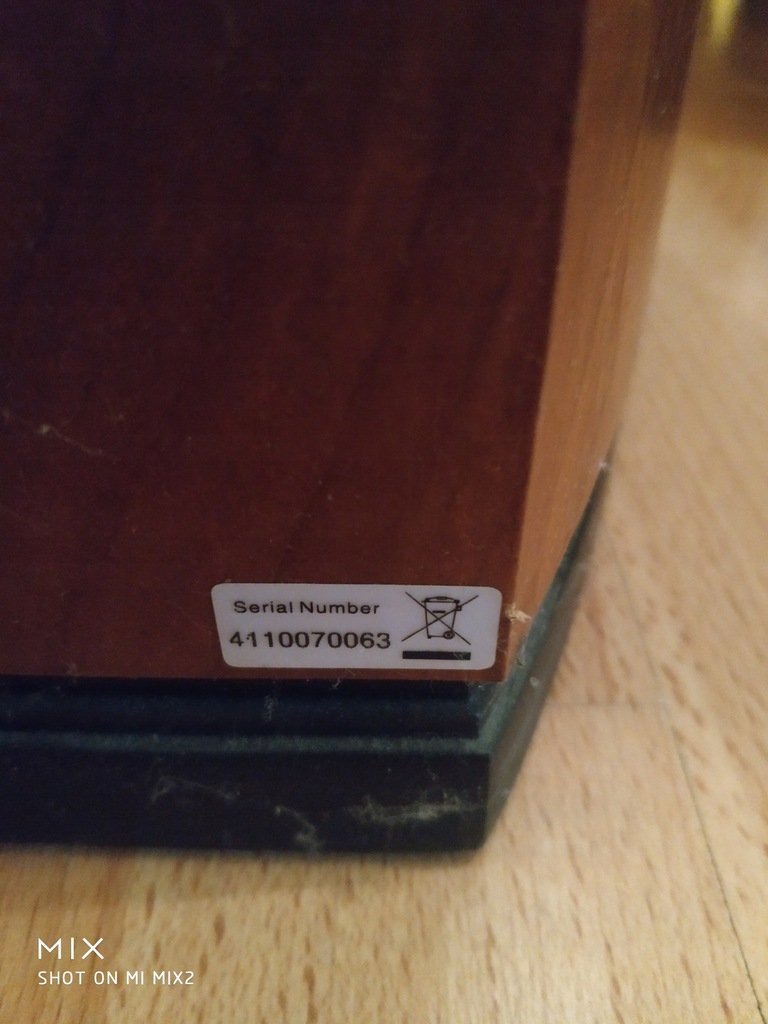 Serial Number
4110070063
MIX
SHOT ON MI MIX2